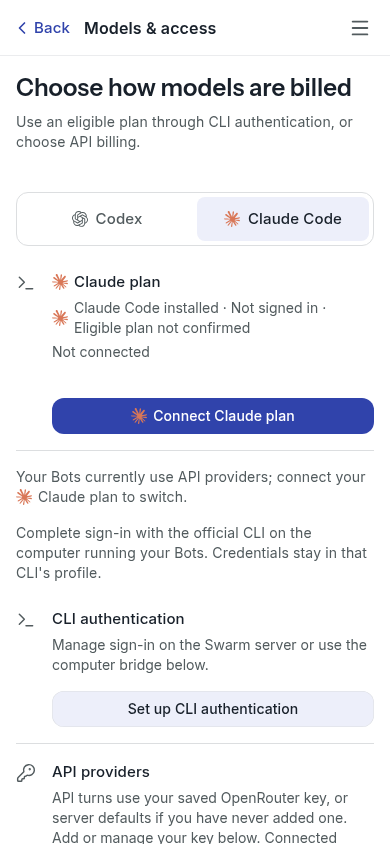 Back Models & access
Choose how models are billed
Use an eligible plan through CLI authentication, or
choose API billing.
Codex Claude Code
Claude plan
Claude Code installed · Not signed in ·
Eligible plan not confirmed
Not connected
Connect Claude plan
Your Bots currently use API providers; connect your
Claude plan to switch.
Complete sign-in with the official CLI on the
computer running your Bots. Credentials stay in that
CLI's profile.
CLI authentication
Manage sign-in on the Swarm server or use the
computer bridge below.
Set up CLI authentication
API providers
API turns use your saved OpenRouter key, or
server defaults if you have never added one.
Add or manage your key below. Connected